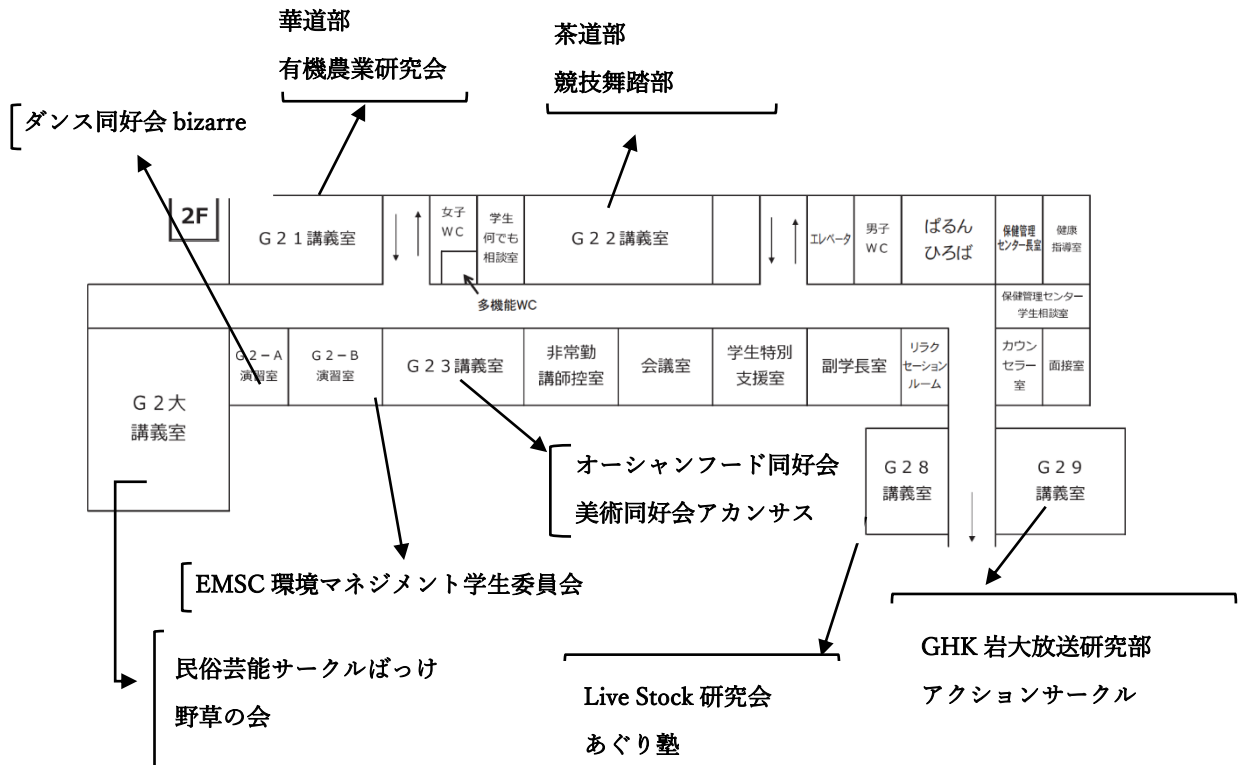 華道部
有機農業研究会
茶道部
競技舞踏部
ダンス同好会 bizarre
2F
G21講義室
女子
WC
学生
何でも
相談室
G22講義室
エレベータ
男子
WC
ぱるん
ひろば
保健管理
センター長室
健康
指導室
多機能WC
保健管理センター
学生相談室
G2大
講義室
G2-A
演習室
G2-B
演習室
G23講義室
非常勤
講師控室
会議室
学生特別
支援室
副学長室
リラク
セーション
ルーム
カウン
セラー
室
面接室
オーシャンフード同好会
美術同好会アカンサス
G28
講義室
G29
講義室
EMSC 環境マネジメント学生委員会
民俗芸能サークルばっけ
野草の会
Live Stock 研究会
あぐり塾
GHK 岩大放送研究部
アクションサークル